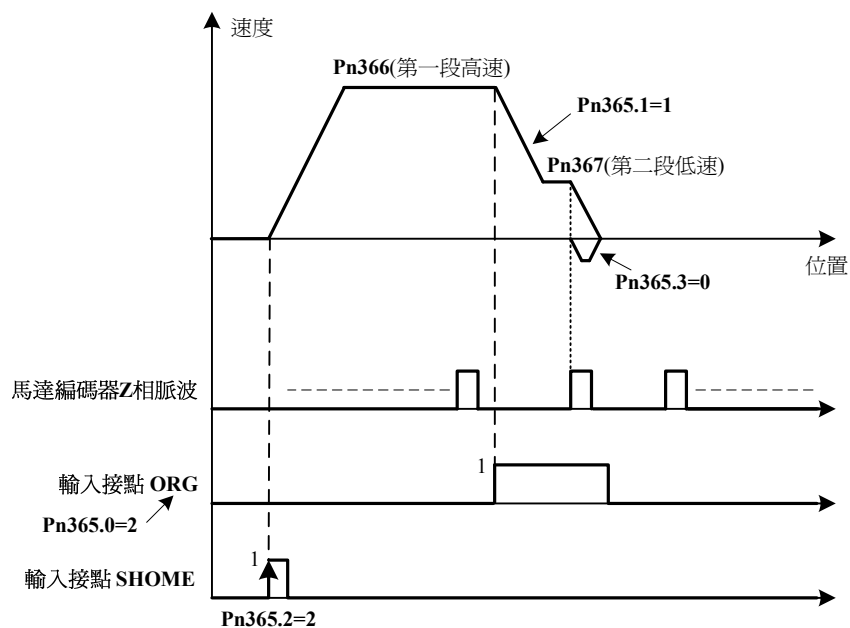 速度
Pn366(第一段高速)
Pn365.1=1
Pn367(第二段低速)
位置
Pn365.3=0
馬達編碼器Z相脈波
1
輸入接點 ORG
Pn365.0=2
1
輸入接點 SHOME
Pn365.2=2